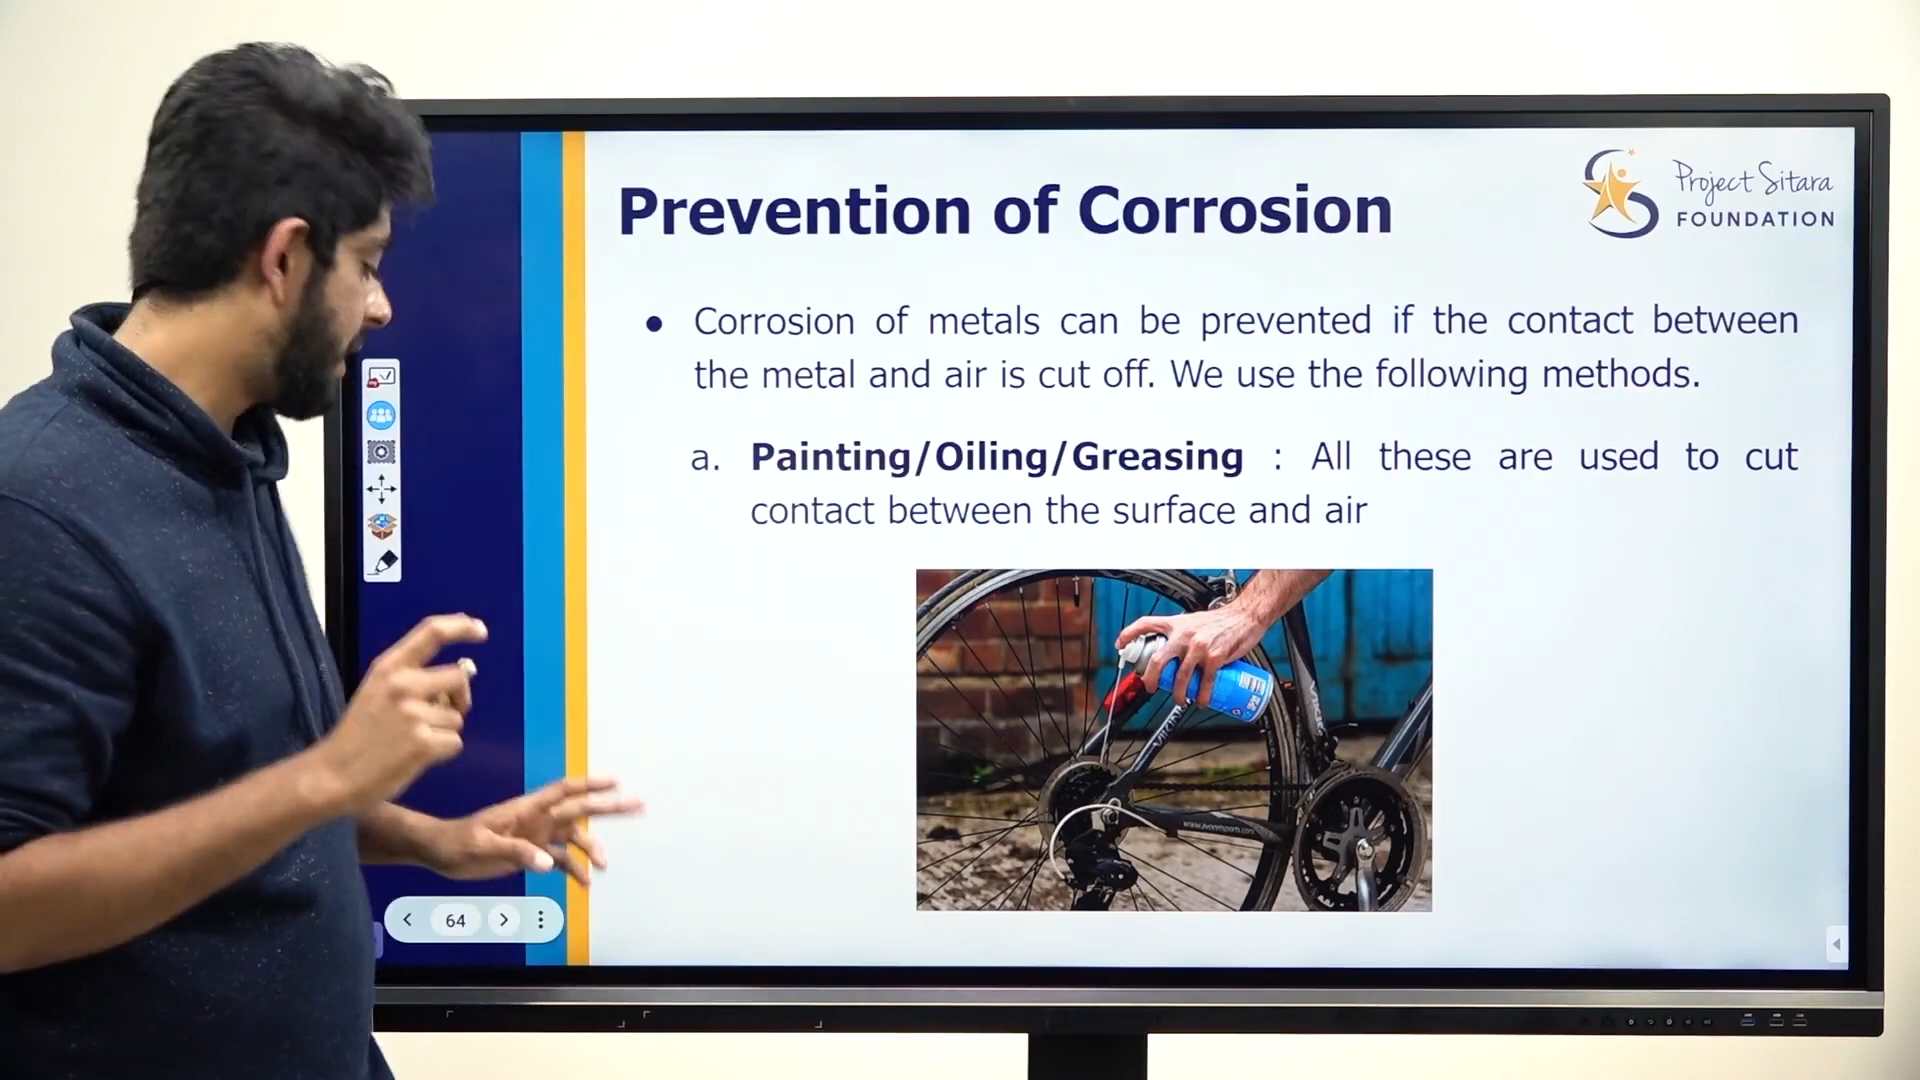 Prevention of Corrosion
Project Sitara
FOUNDATION
● Corrosion of metals can be prevented if the contact between
the metal and air is cut off. We use the following methods.
a. Painting/Oiling/Greasing : All these are used to cut
contact between the surface and air
VIKING
64